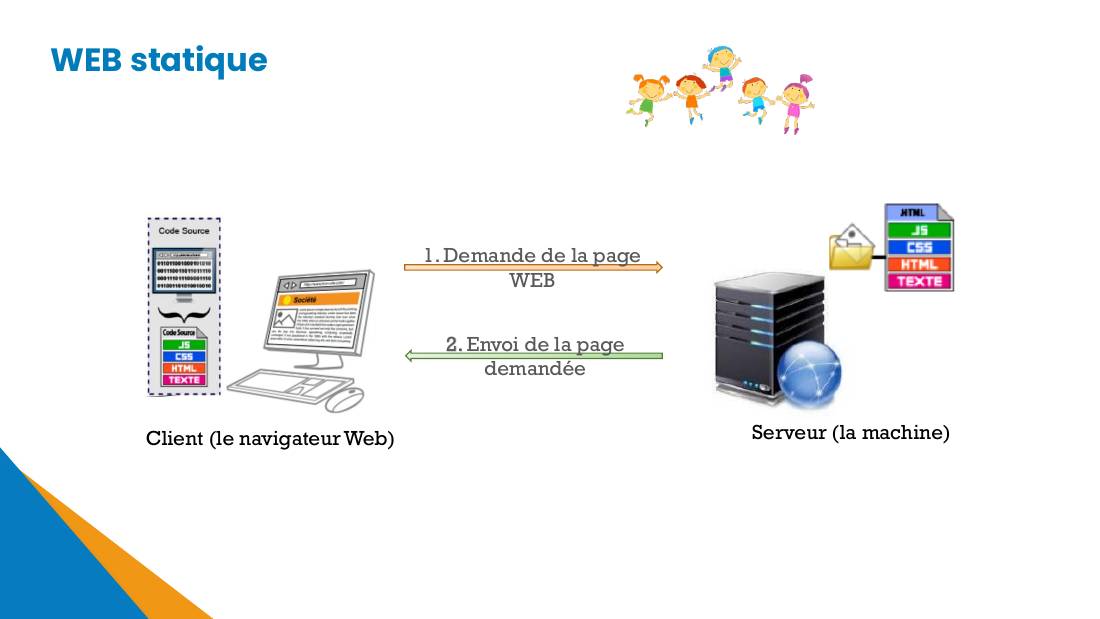 WEB statique
Code Source
Code Source
JS
CSS
HTML
TEXTE
Société
1. Demande de la page
WEB
2. Envoi de la page
demandée
.HTML
JS
CSS
HTML
TEXTE
Client (le navigateur Web)
Serveur (la machine)